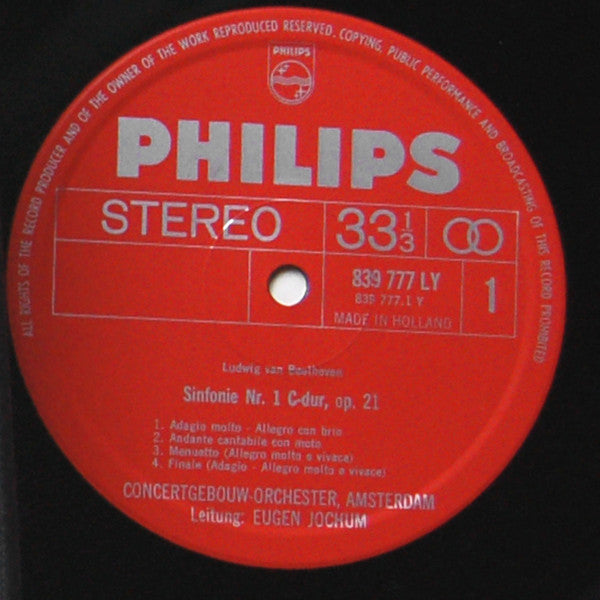 ALL RIGHTS OF THE RECORD PRODUCER AND OF THE OWNER OF THE WORK REPRODUCED RESERVED. COPYING, PUBLIC PERFORMANCE AND BROADCASTING OF THIS RECORD PROHIBITED
PHILIPS
PHILIPS
STEREO
33 1/3
839 777 LY
839 777.1 Y
1
MADE IN HOLLAND
Ludwig van Beethoven
Sinfonie Nr. 1 C-dur, op. 21
1. Adagio molto - Allegro con brio
2. Andante cantabile con moto
3. Menuetto (Allegro molto e vivace)
4. Finale (Adagio - Allegro molto e vivace)
CONCERTGEBOUW-ORCHESTER, AMSTERDAM
Leitung: EUGEN JOCHUM